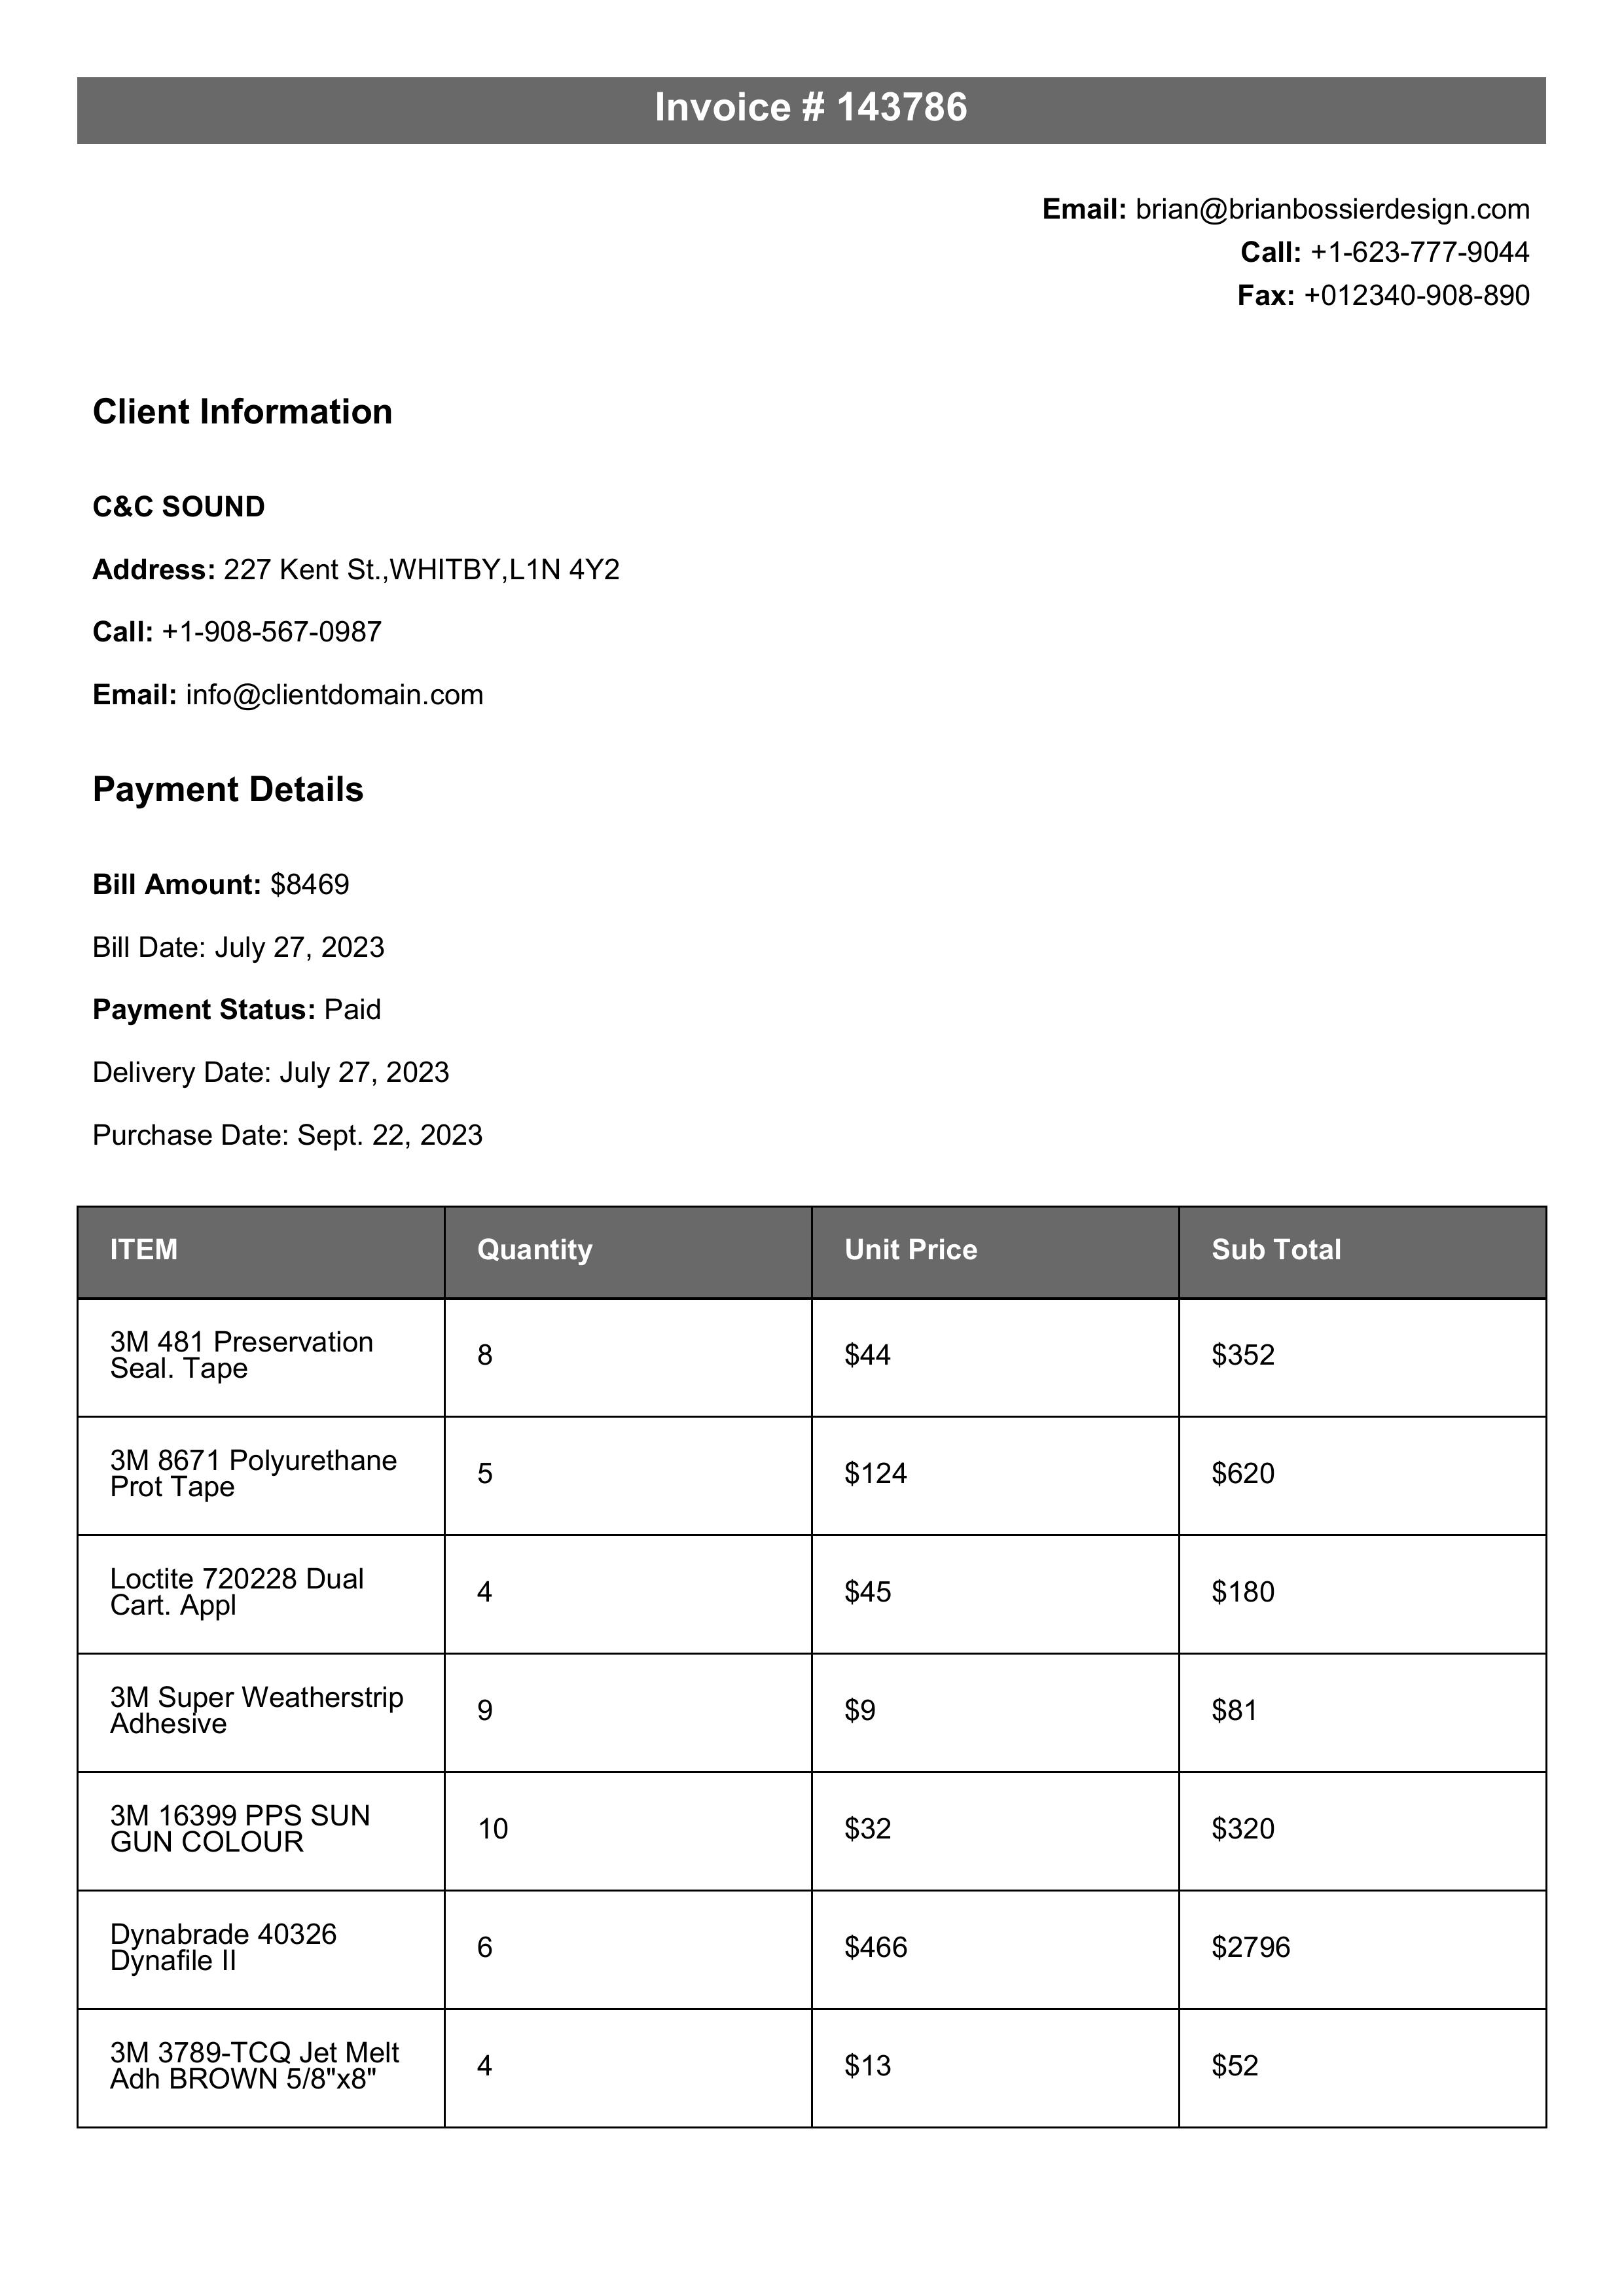 Invoice # 143786
Email: brian@brianbossierdesign.com
Call: +1-623-777-9044
Fax: +012340-908-890
Client Information
C&C SOUND
Address: 227 Kent St.,WHITBY,L1N 4Y2
Call: +1-908-567-0987
Email: info@clientdomain.com
Payment Details
Bill Amount: $8469
Bill Date: July 27, 2023
Payment Status: Paid
Delivery Date: July 27, 2023
Purchase Date: Sept. 22, 2023
ITEM Quantity Unit Price Sub Total
3M 481 Preservation
Seal. Tape
8 $44 $352
3M 8671 Polyurethane
Prot Tape
5 $124 $620
Loctite 720228 Dual
Cart. Appl
4 $45 $180
3M Super Weatherstrip
Adhesive
9 $9 $81
3M 16399 PPS SUN
GUN COLOUR
10 $32 $320
Dynabrade 40326
Dynafile II
6 $466 $2796
3M 3789-TCQ Jet Melt
Adh BROWN 5/8"x8"
4 $13 $52